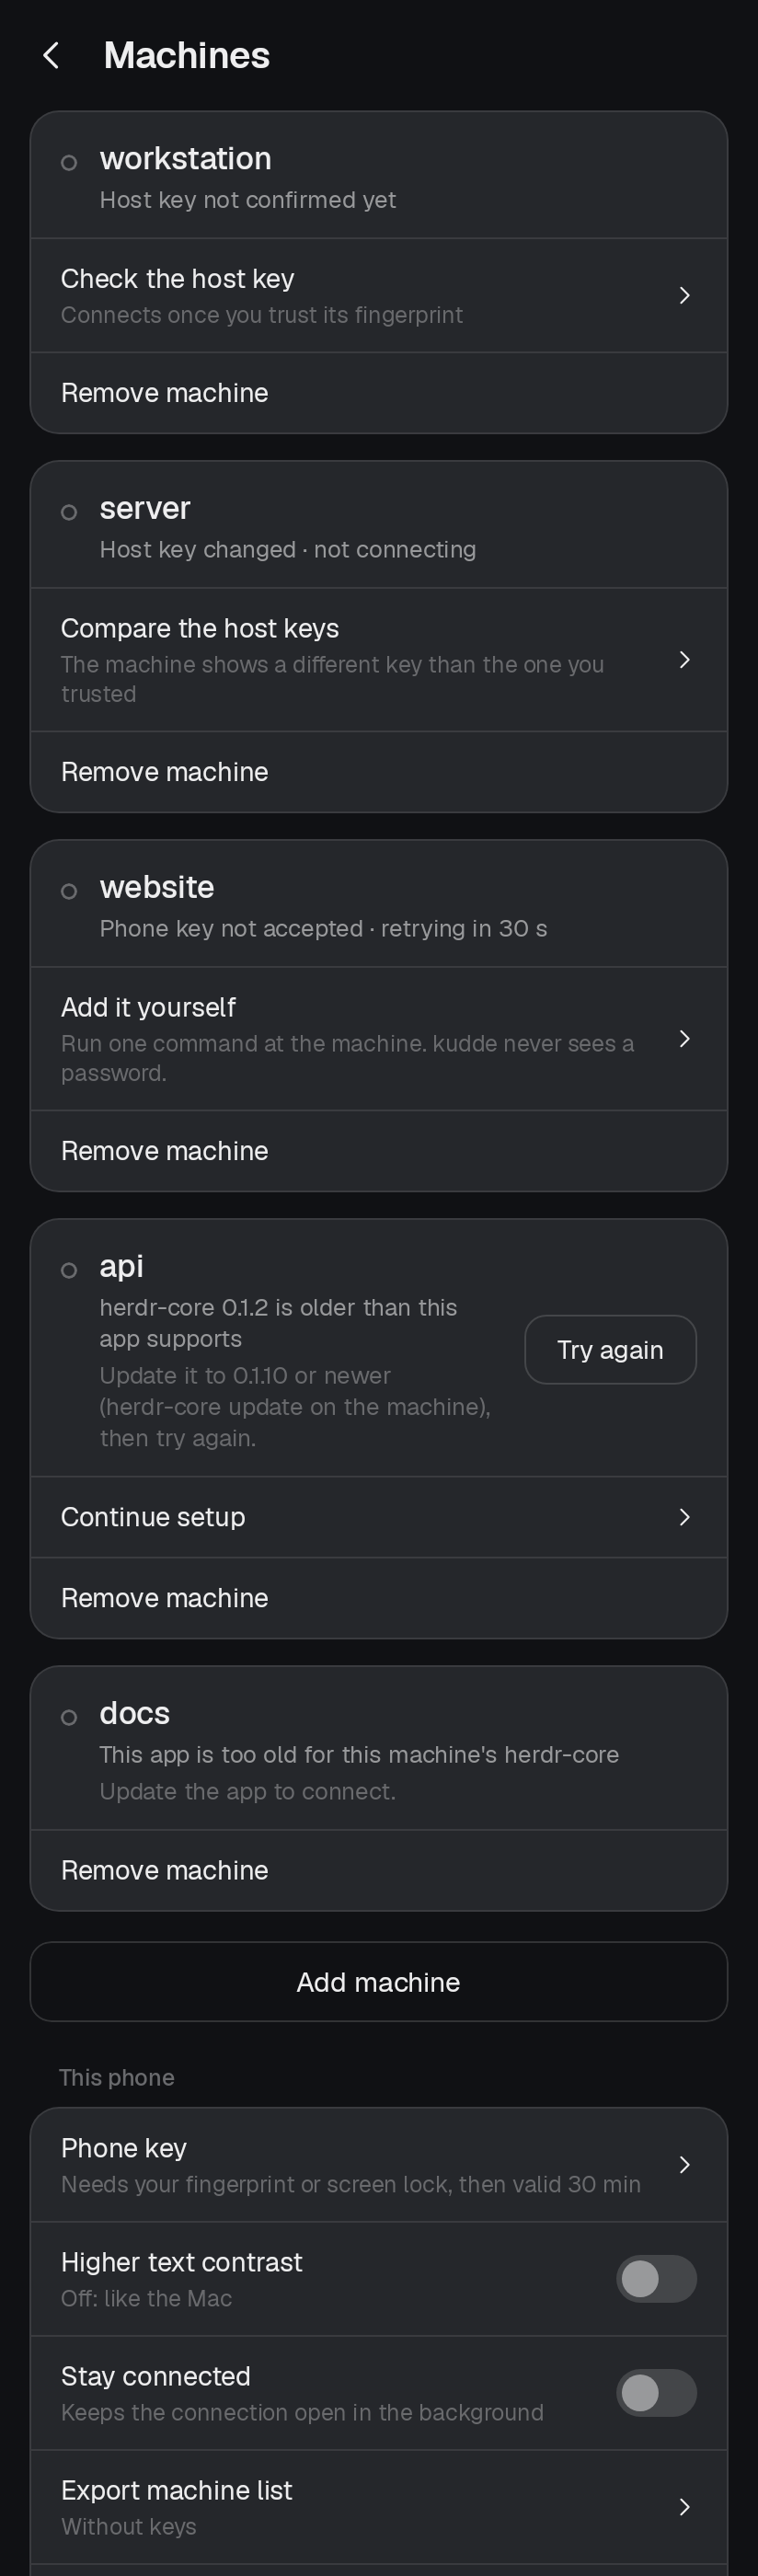 Machines
workstation
Host key not confirmed yet
Check the host key
Connects once you trust its fingerprint
Remove machine
server
Host key changed · not connecting
Compare the host keys
The machine shows a different key than the one you
trusted
Remove machine
website
Phone key not accepted · retrying in 30 s
Add it yourself
Run one command at the machine. kudde never sees a
password.
Remove machine
api
herdr-core 0.1.2 is older than this
app supports
Update it to 0.1.10 or newer
(herdr-core update on the machine),
then try again.
Try again
Continue setup
Remove machine
docs
This app is too old for this machine's herdr-core
Update the app to connect.
Remove machine
Add machine
This phone
Phone key
Needs your fingerprint or screen lock, then valid 30 min
Higher text contrast
Off: like the Mac
Stay connected
Keeps the connection open in the background
Export machine list
Without keys